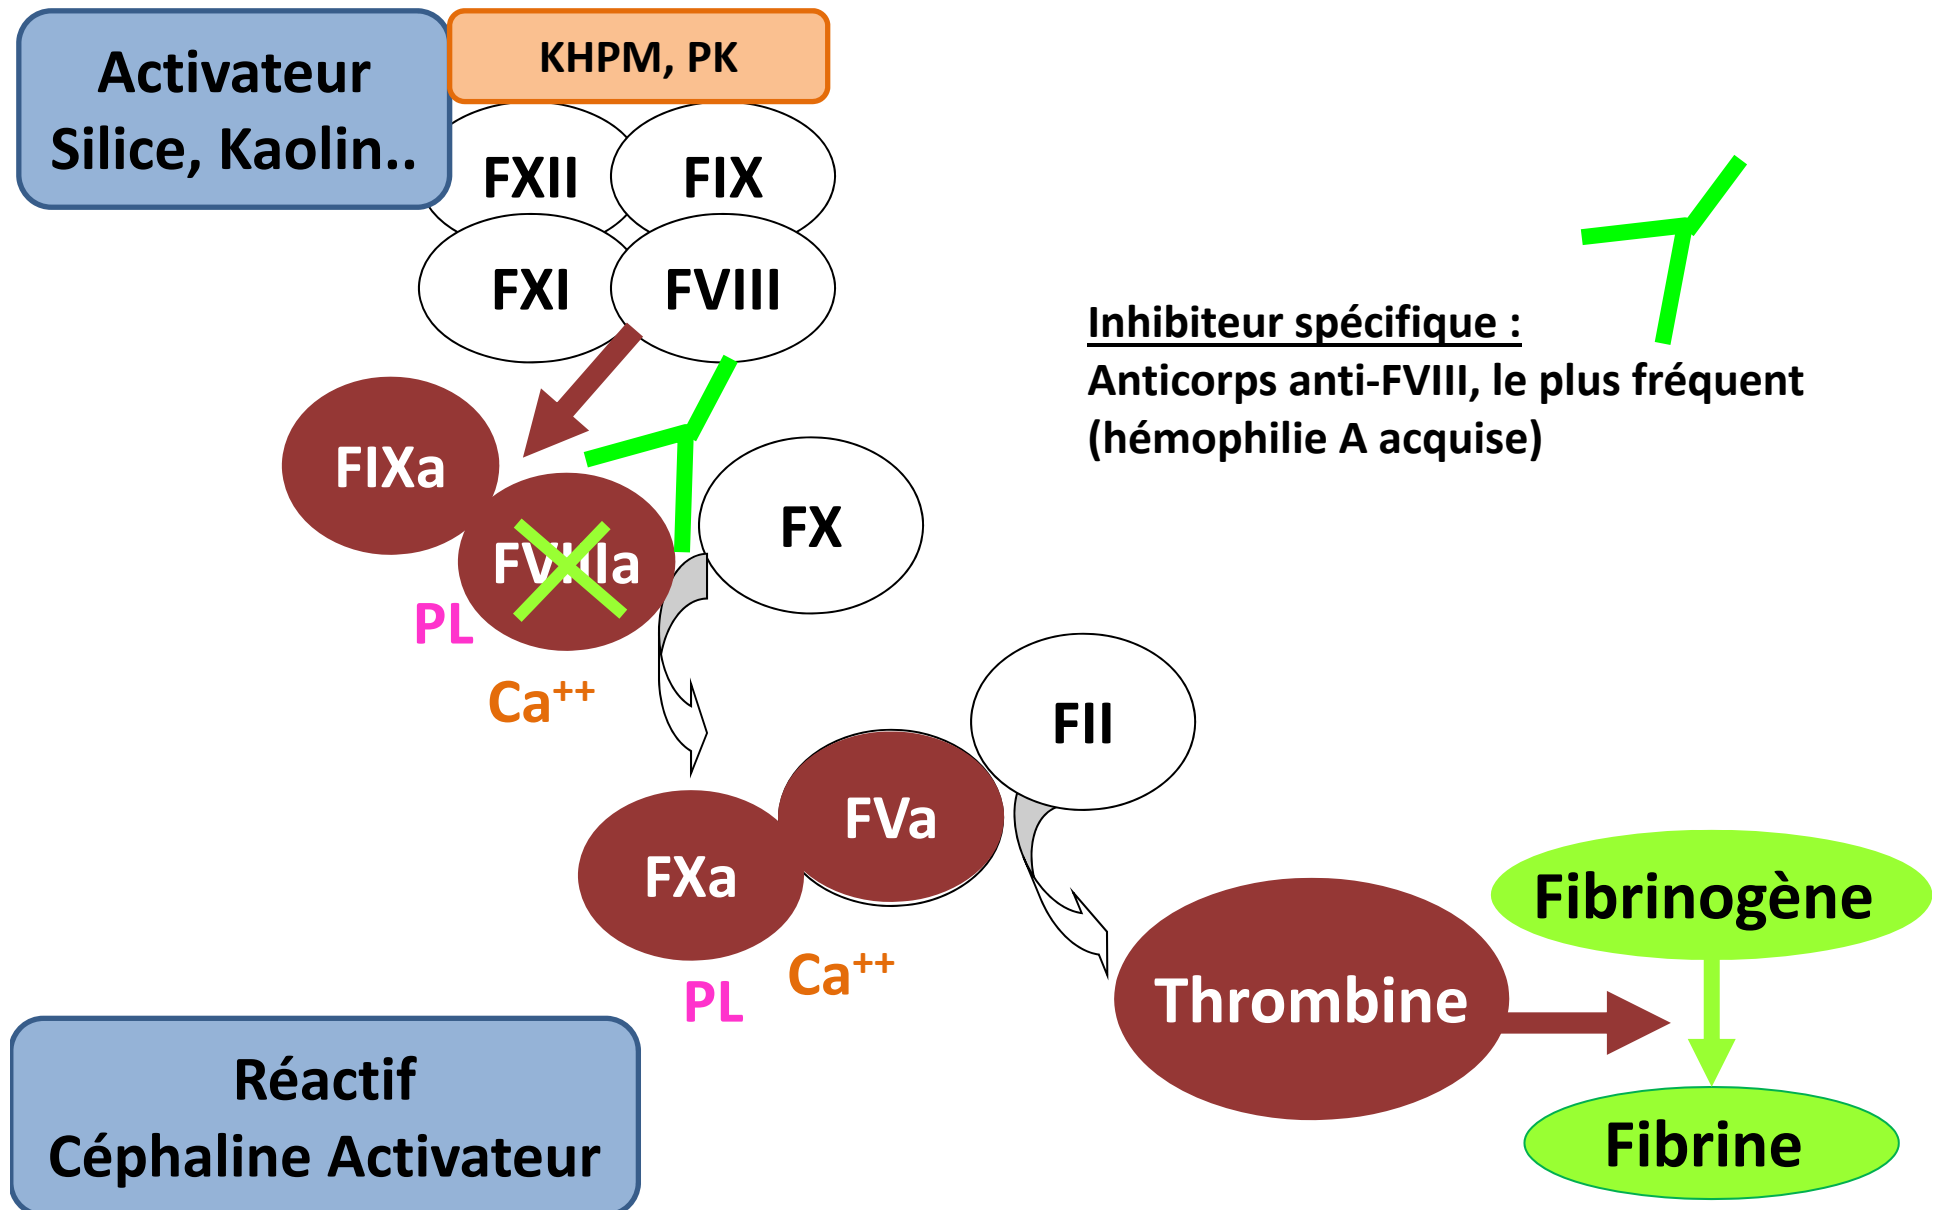 Activateur
Silice, Kaolin..
KHPM, PK
FXII
FIX
FXI
FVIII
Inhibiteur spécifique :
Anticorps anti-FVIII, le plus fréquent
(hémophilie A acquise)
FIXa
FVIIIa
FX
PL
Ca++
FII
FVa
FXa
Ca++
PL
Thrombine
Fibrinogène
Fibrine
Réactif
Céphaline Activateur